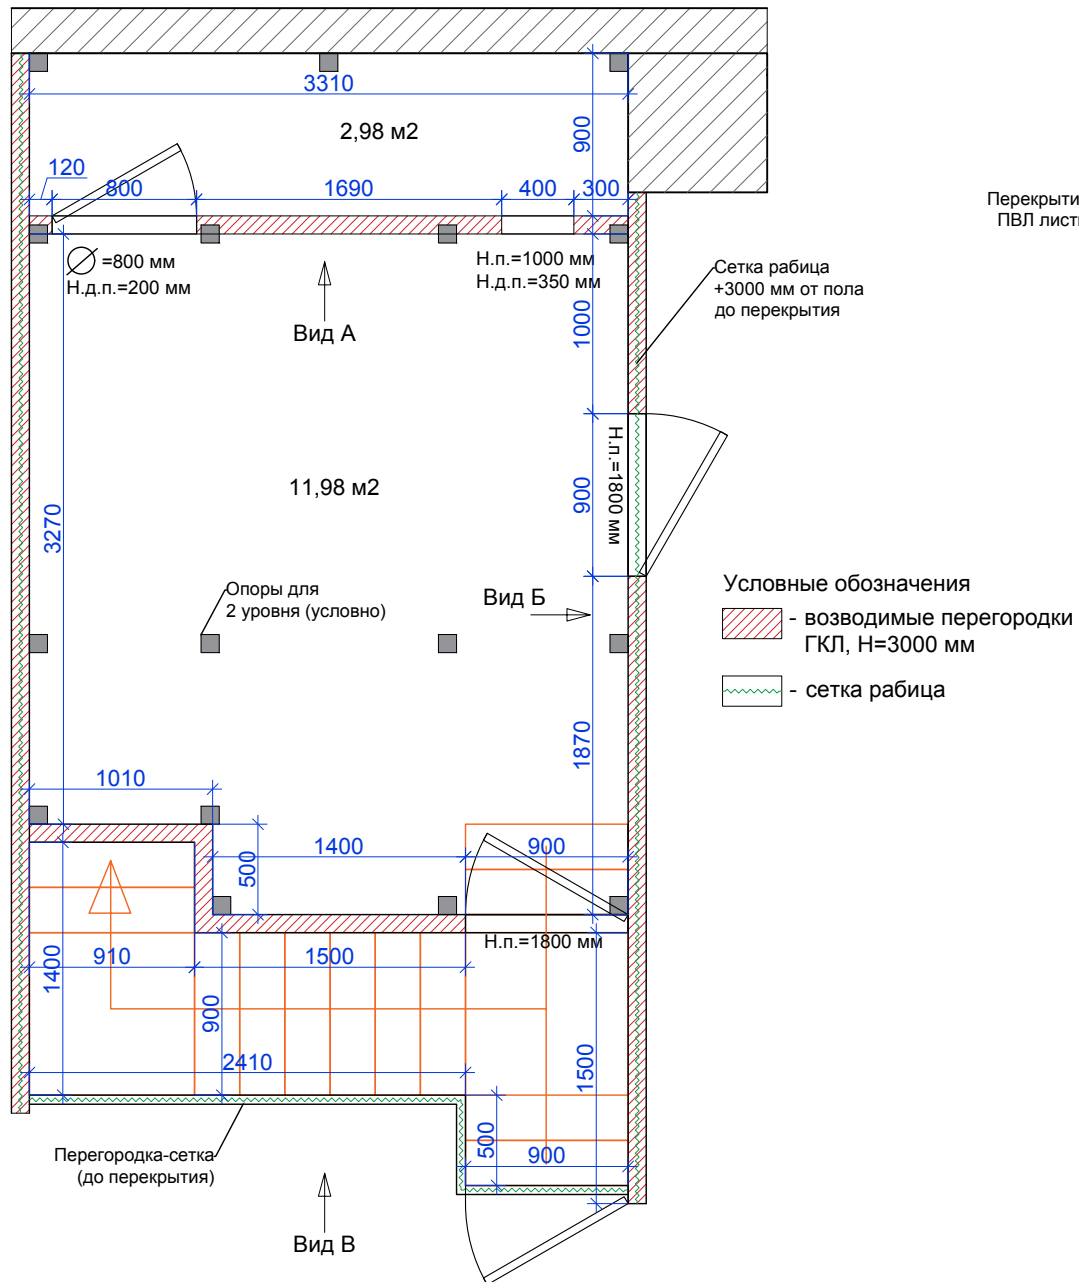 3310
2,98 м2
900
120
800
1690
400
300
Перекрыти
ПВЛ листы
=800 мм
Н.д.п.=200 мм
Н.п.=1000 мм
Н.д.п.=350 мм
Сетка рабица
+3000 мм от пола
до перекрытия
Вид А
1000
11,98 м2
Н.п.=1800 мм
900
3270
Опоры для
2 уровня (условно)
Вид Б
Условные обозначения
- возводимые перегородки
ГКЛ, Н=3000 мм
- сетка рабица
1870
1010
500
1400
900
Н.п.=1800 мм
1400
910
1500
900
2410
1500
500
900
Перегородка-сетка
(до перекрытия)
Вид В